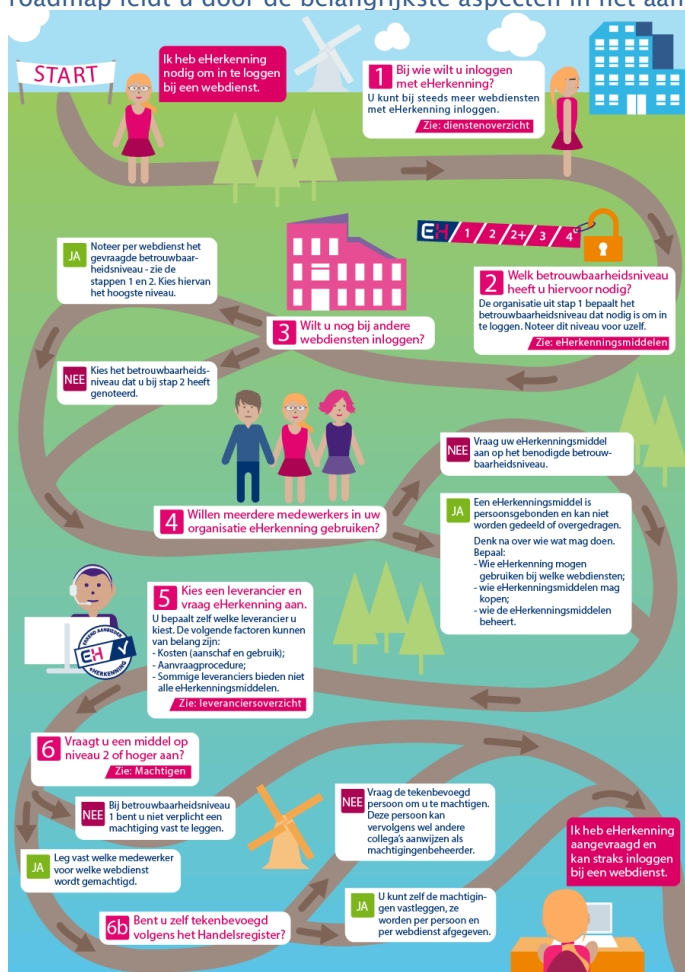 roadmap leidt u door de belangrijkste aspecten in het aan
START
Ik heb eHerkenning
nodig om in te loggen
bij een webdienst.
1 Bij wie wilt u inloggen
met eHerkenning?
U kunt bij steeds meer webdiensten
met eHerkenning inloggen.
Zie: dienstenoverzicht
EH 1 / 2 / 2+ / 3 / 4
2 Welk betrouwbaarheidsniveau
heeft u hiervoor nodig?
De organisatie uit stap 1 bepaalt het
betrouwbaarheidsniveau dat nodig is om in
te loggen. Noteer dit niveau voor uzelf.
Zie: eHerkenningsmiddelen
3 Wilt u nog bij andere
webdiensten inloggen?
JA Noteer per webdienst het
gevraagde betrouwbaar-
heidsniveau - zie de
stappen 1 en 2. Kies hiervan
het hoogste niveau.
NEE Kies het betrouwbaarheids-
niveau dat u bij stap 2 heeft
genoteerd.
4 Willen meerdere medewerkers in uw
organisatie eHerkenning gebruiken?
NEE Vraag uw eHerkenningsmiddel
aan op het benodigde betrouw-
baarheidsniveau.
JA Een eHerkenningsmiddel is
persoonsgebonden en kan niet
worden gedeeld of overgedragen.
Denk na over wie wat mag doen.
Bepaal:
- Wie eHerkenning mogen
gebruiken bij welke webdiensten;
- wie eHerkenningsmiddelen mag
kopen;
- wie de eHerkenningsmiddelen
beheert.
5 Kies een leverancier en
vraag eHerkenning aan.
U bepaalt zelf welke leverancier u
kiest. De volgende factoren kunnen
van belang zijn:
- Kosten (aanschaf en gebruik);
- Aanvraagprocedure;
- Sommige leveranciers bieden niet
alle eHerkenningsmiddelen.
Zie: leveranciersoverzicht
ERKEND AANBIEDER
EH
eHERKENNING
6 Vraagt u een middel op
niveau 2 of hoger aan?
Zie: Machtigen
NEE Bij betrouwbaarheidsniveau
1 bent u niet verplicht een
machtiging vast te leggen.
JA Leg vast welke medewerker
voor welke webdienst
wordt gemachtigd.
6b Bent u zelf tekenbevoegd
volgens het Handelsregister?
NEE Vraag de tekenbevoegd
persoon om u te machtigen.
Deze persoon kan
vervolgens wel andere
collega's aanwijzen als
machtigingenbeheerder.
JA U kunt zelf de machtigin-
gen vastleggen, ze
worden per persoon en
per webdienst afgegeven.
Ik heb eHerkenning
aangevraagd en
kan straks inloggen
bij een webdienst.